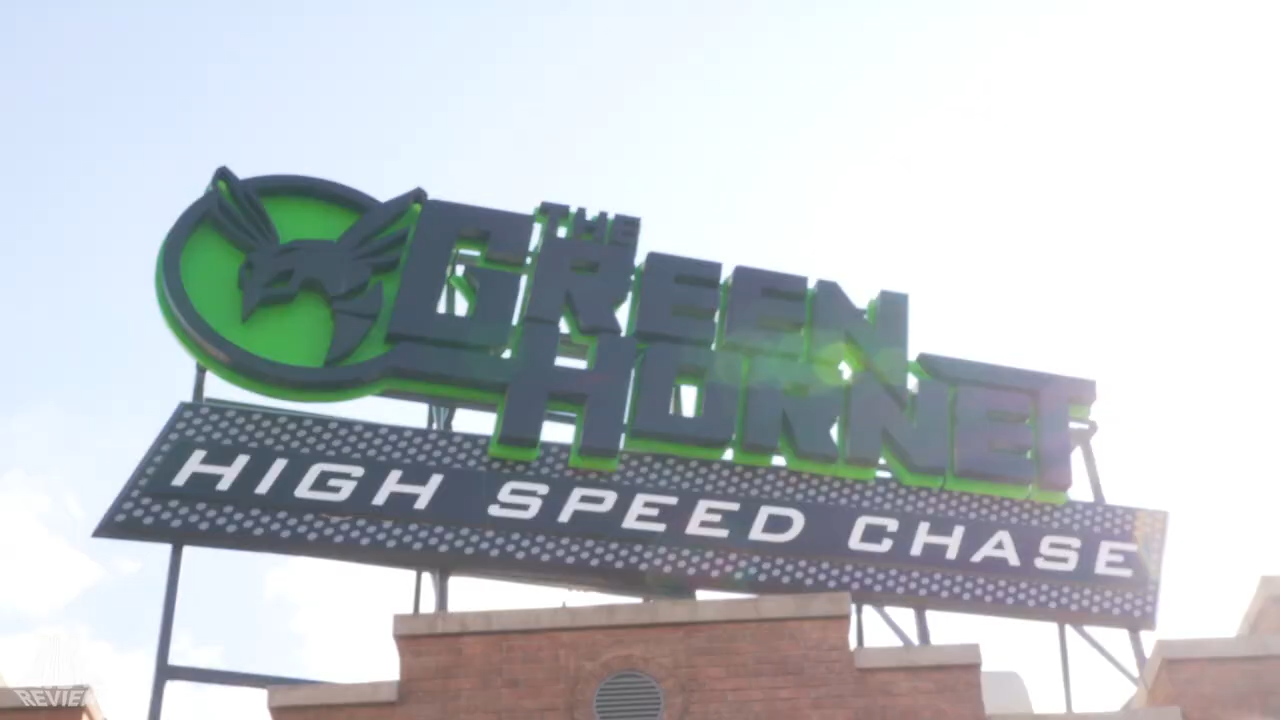 THE
GREEN
HORNET
HIGH SPEED CHASE
REVIEW